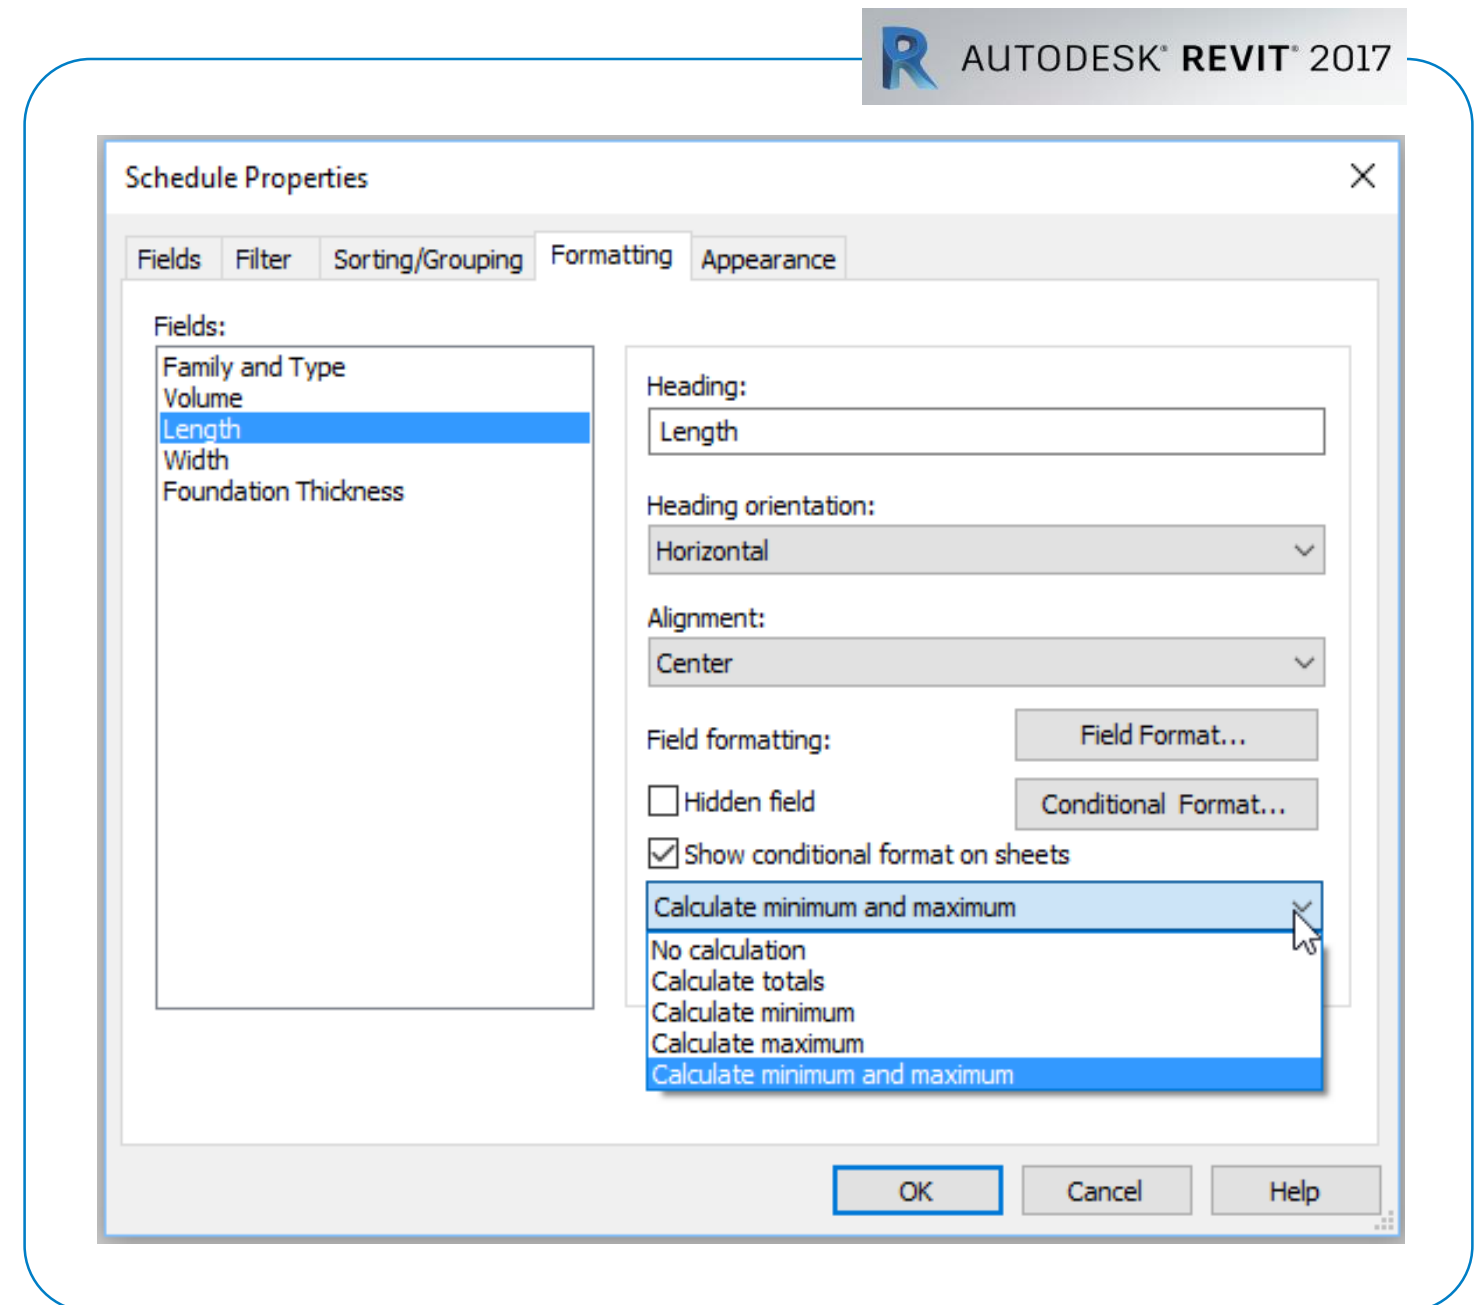 AUTODESK® REVIT® 2017
Schedule Properties
Fields Filter Sorting/Grouping Formatting Appearance
Fields:
Family and Type
Volume
Length
Width
Foundation Thickness
Heading:
Length
Heading orientation:
Horizontal
Alignment:
Center
Field formatting: Field Format...
Hidden field Conditional Format...
Show conditional format on sheets
Calculate minimum and maximum
No calculation
Calculate totals
Calculate minimum
Calculate maximum
Calculate minimum and maximum
OK Cancel Help